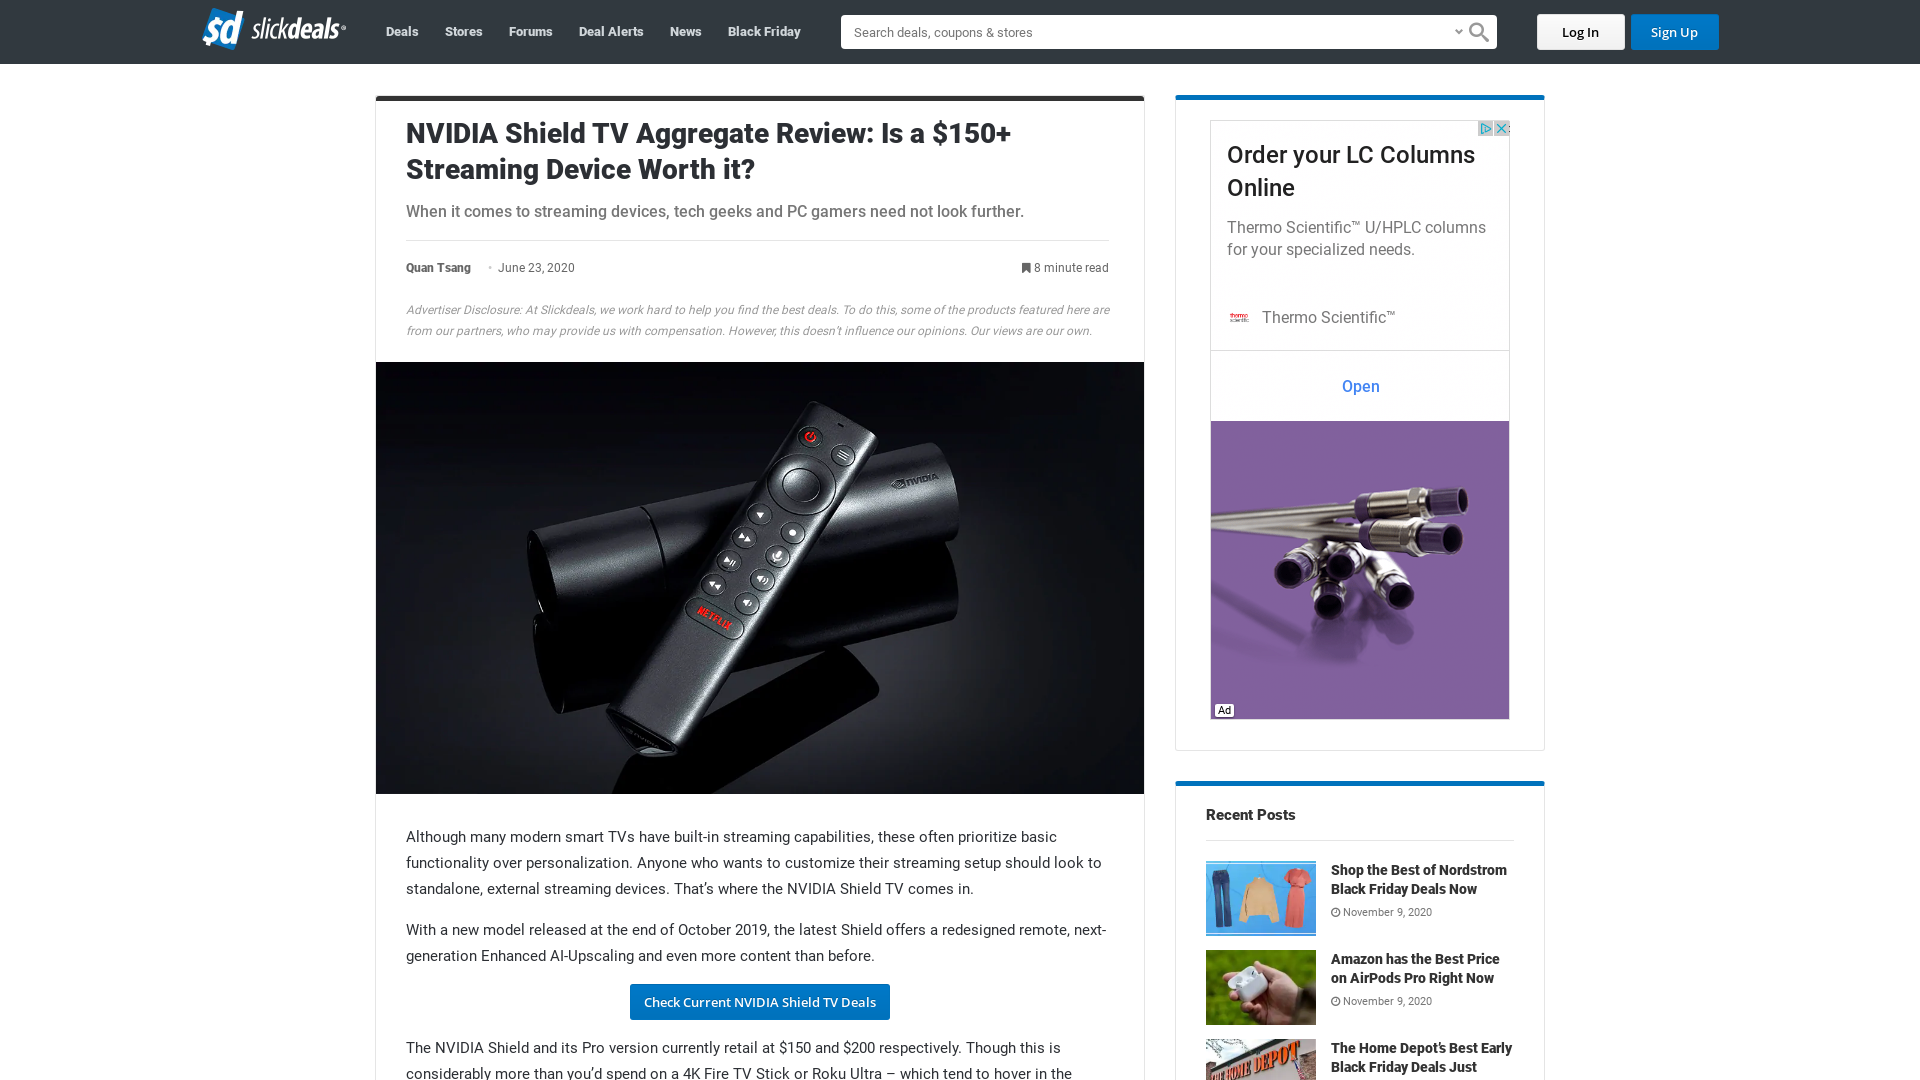 sd slickdeals
Deals
Stores
Forums
Deal Alerts
News
Black Friday
Search deals, coupons & stores
Log In
Sign Up
NVIDIA Shield TV Aggregate Review: Is a $150+
Streaming Device Worth it?
When it comes to streaming devices, tech geeks and PC gamers need not look further.
Quan Tsang • June 23, 2020
8 minute read
Advertiser Disclosure: At Slickdeals, we work hard to help you find the best deals. To do this, some of the products featured here are
from our partners, who may provide us with compensation. However, this doesn't influence our opinions. Our views are our own.
NVIDIA
NETFLIX
Although many modern smart TVs have built-in streaming capabilities, these often prioritize basic
functionality over personalization. Anyone who wants to customize their streaming setup should look to
standalone, external streaming devices. That’s where the NVIDIA Shield TV comes in.
With a new model released at the end of October 2019, the latest Shield offers a redesigned remote, next-
generation Enhanced AI-Upscaling and even more content than before.
Check Current NVIDIA Shield TV Deals
The NVIDIA Shield and its Pro version currently retail at $150 and $200 respectively. Though this is
considerably more than you’d spend on a 4K Fire TV Stick or Roku Ultra – which tend to hover in the
Order your LC Columns
Online
Thermo Scientific™ U/HPLC columns
for your specialized needs.
thermo
scientific
Thermo Scientific™
Open
Ad
Recent Posts
Shop the Best of Nordstrom
Black Friday Deals Now
November 9, 2020
Amazon has the Best Price
on AirPods Pro Right Now
November 9, 2020
THE HOME DEPOT
The Home Depot’s Best Early
Black Friday Deals Just